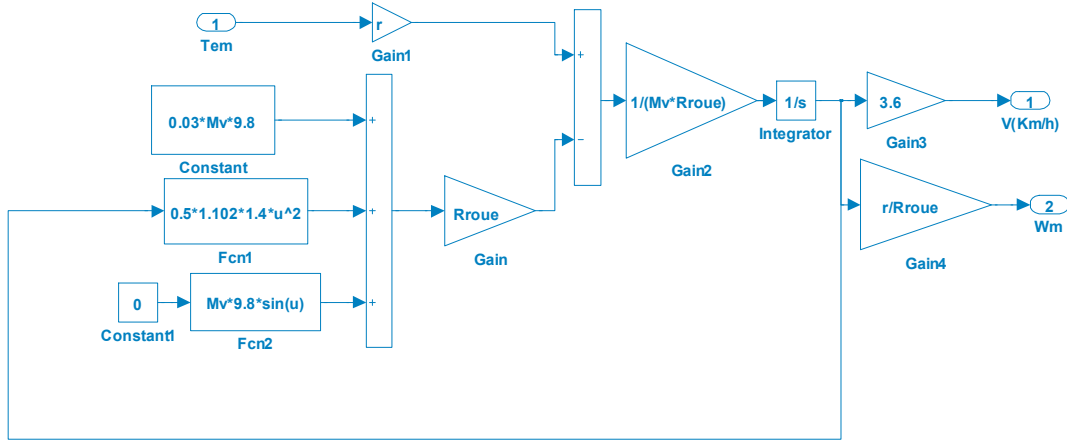 1
Tem
r
Gain1
+
−
1/(Mv*Rroue)
Gain2
1/s
Integrator
3.6
Gain3
1
V(Km/h)
0.03*Mv*9.8
Constant
+
0.5*1.102*1.4*u^2
Fcn1
+
Rroue
Gain
r/Rroue
Gain4
2
Wm
0
Constant1
Mv*9.8*sin(u)
Fcn2
+